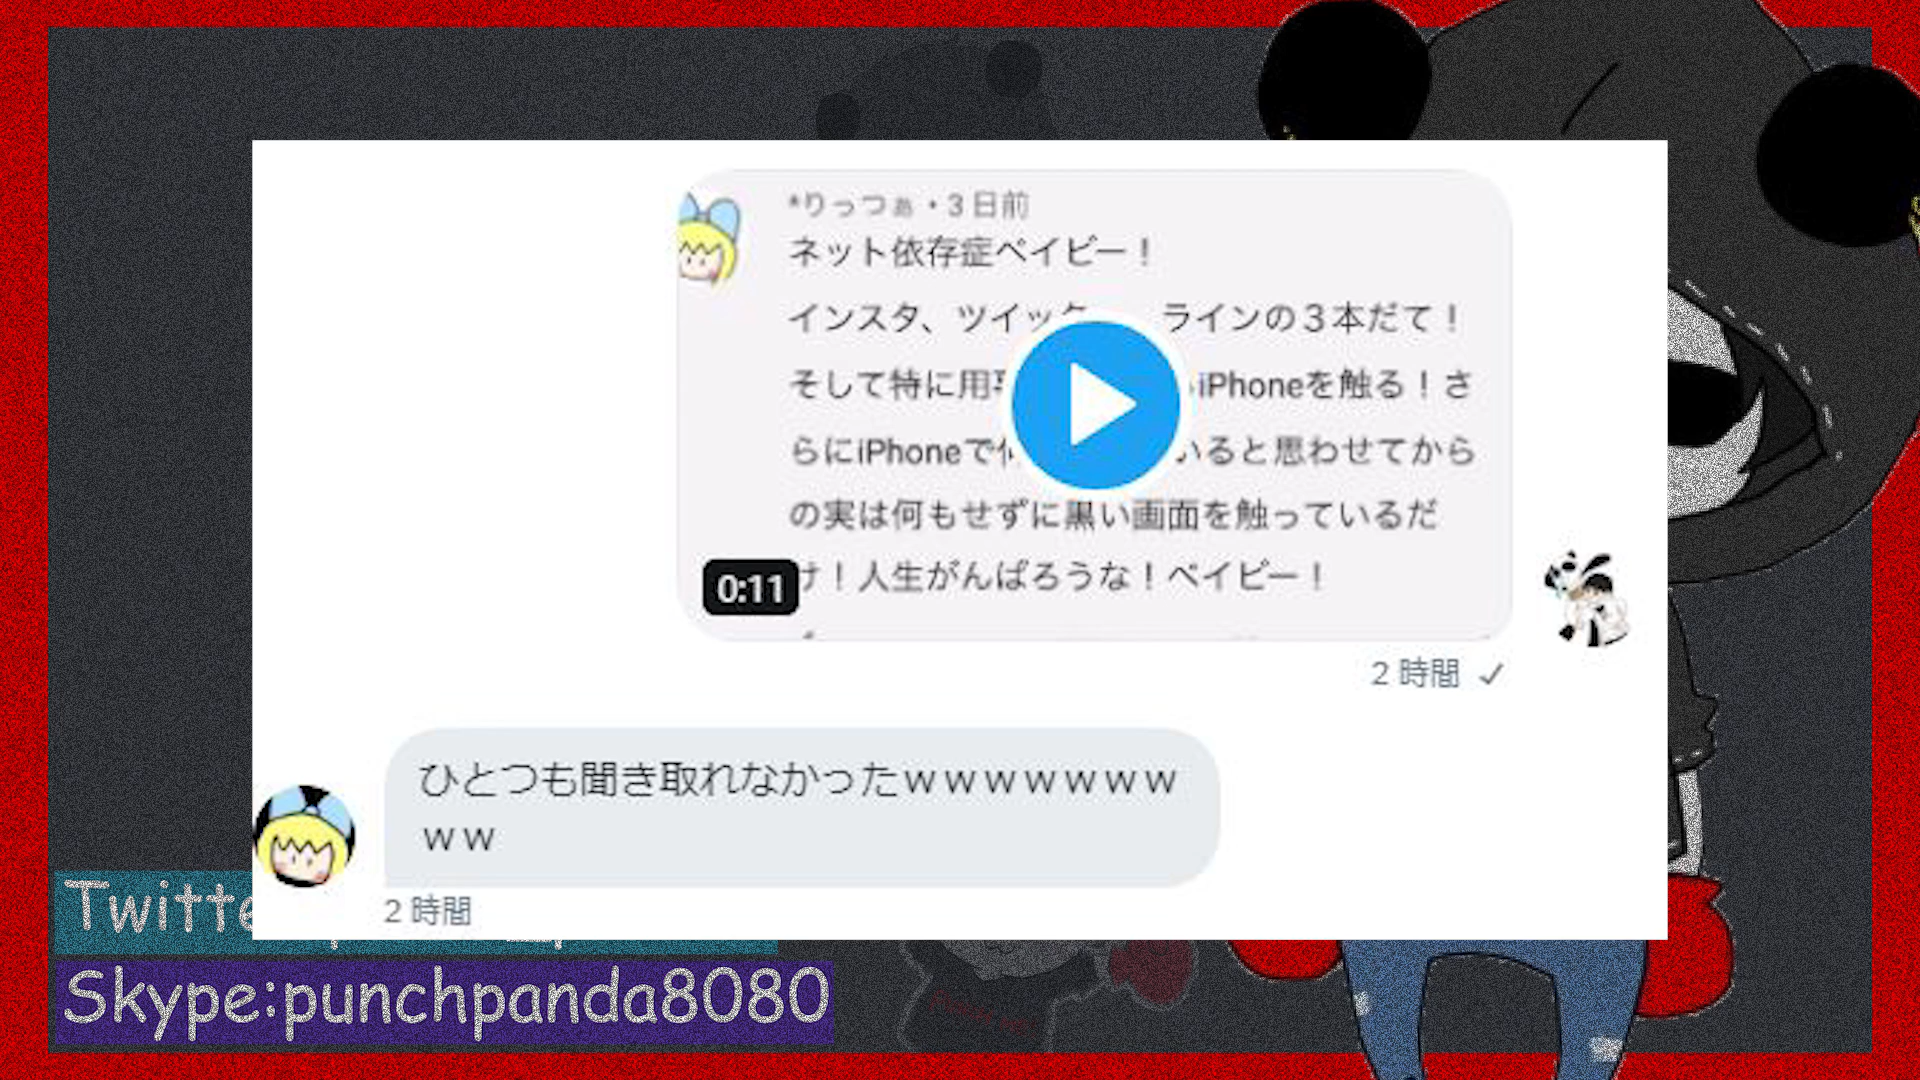 *りっつぁ・3日前
ネット依存症ベイビー！
インスタ、ツイッ ラインの３本だて！
そして特に用 iPhoneを触る！さ
らにiPhoneで いると思わせてから
の実は何もせずに黒い画面を触っているだ
け！人生がんばろうな！ベイビー！
0:11
2 時間 ✓
ひとつも聞き取れなかったｗｗｗｗｗｗｗ
ｗｗ
2 時間
Twitte
Skype:punchpanda8080